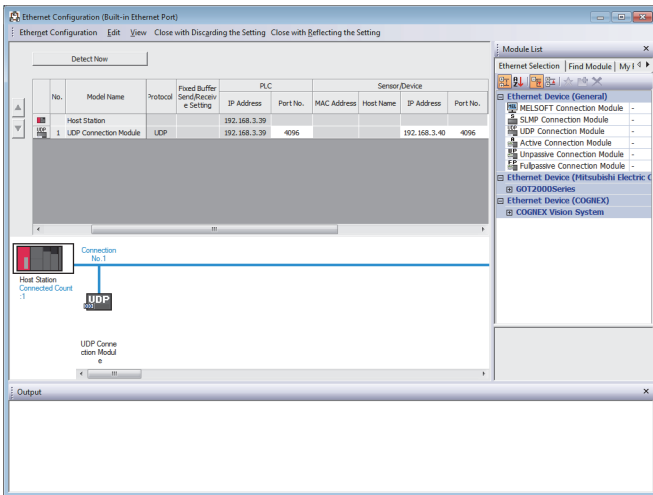 Ethernet Configuration (Built-in Ethernet Port)
Ethernet Configuration Edit View Close with Discarding the Setting Close with Reflecting the Setting
Detect Now
No. Model Name Protocol Fixed Buffer Send/Receive Setting PLC Sensor/Device
IP Address Port No. MAC Address Host Name IP Address Port No.
Host Station 192.168.3.39
UDP 1 UDP Connection Module UDP 192.168.3.39 4096 192.168.3.40 4096
Connection
No.1
Host Station
Connected Count
:1
UDP
UDP Conne
ction Modul
e
Module List
Ethernet Selection Find Module My F
Ethernet Device (General)
MELSOFT Connection Module -
SLMP Connection Module -
UDP Connection Module -
Active Connection Module -
Unpassive Connection Module -
Fullpassive Connection Module -
Ethernet Device (Mitsubishi Electric C
GOT2000Series
Ethernet Device (COGNEX)
COGNEX Vision System
Output